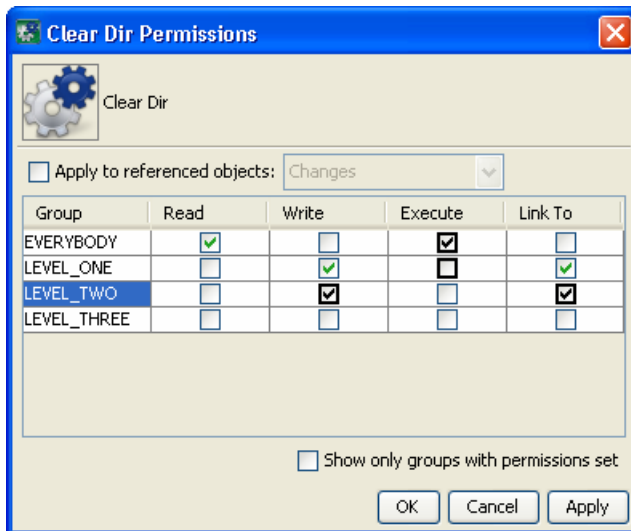 Clear Dir Permissions
Clear Dir
Apply to referenced objects: Changes
Group Read Write Execute Link To
EVERYBODY
LEVEL_ONE
LEVEL_TWO
LEVEL_THREE
Show only groups with permissions set
OK Cancel Apply